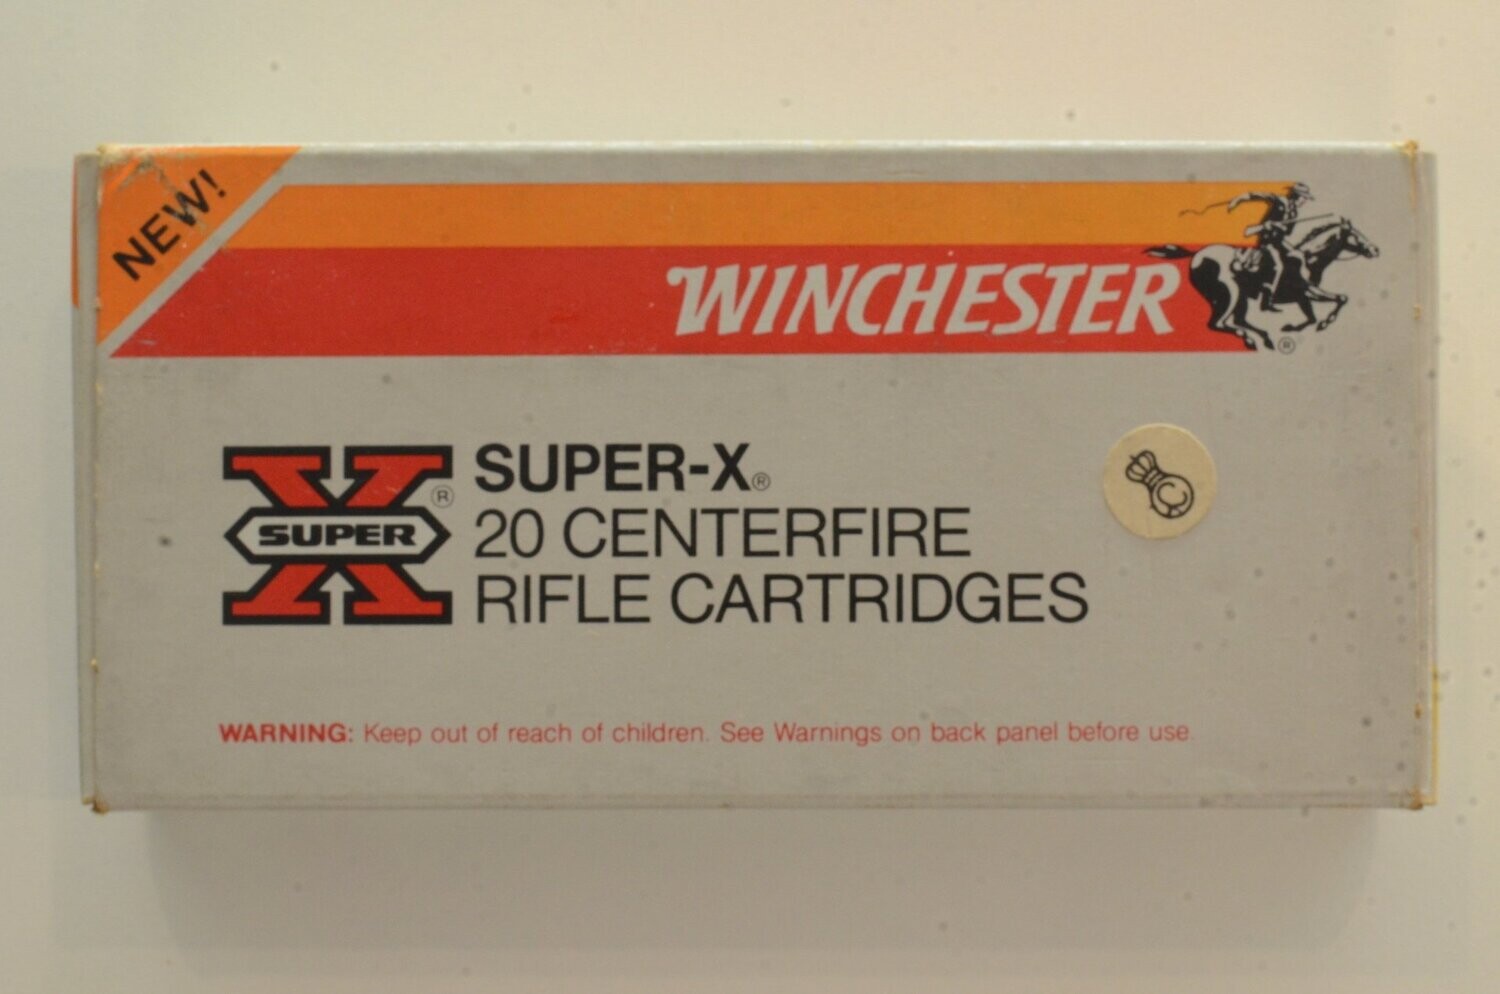 NEW!
WINCHESTER
®
SUPER
®
SUPER-X®
20 CENTERFIRE
RIFLE CARTRIDGES
C
WARNING: Keep out of reach of children. See Warnings on back panel before use.